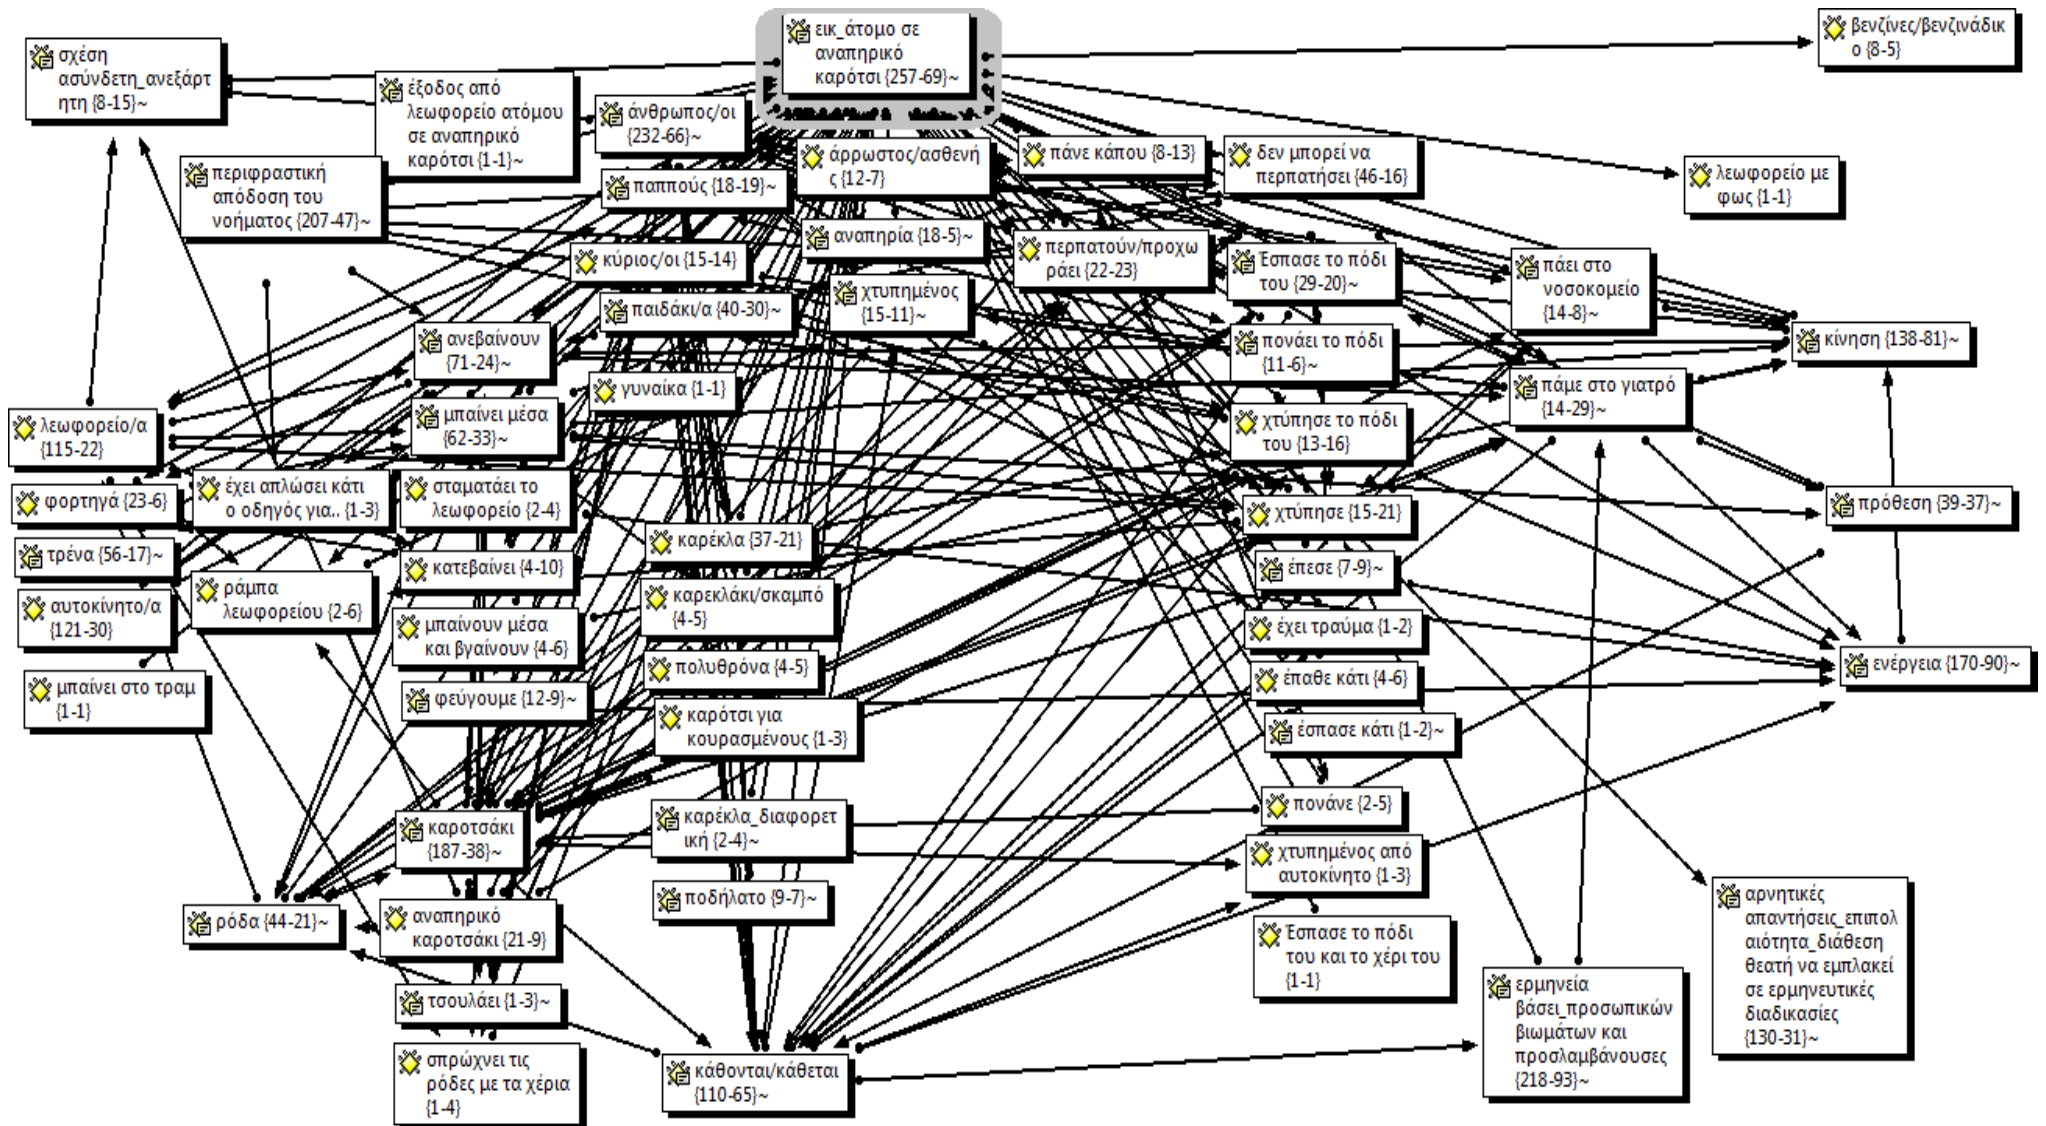 εικ_άτομο σε
αναπηρικό
καρότσι {257-69}~
βενζίνες/βενζινάδικ
ο {8-5}
σχέση
ασύνδετη_ανεξάρτ
ητη {8-15}~
έξοδος από
λεωφορείο ατόμου
σε αναπηρικό
καρότσι {1-1}~
άνθρωπος/οι
{232-66}~
άρρωστος/ασθενή
ς {12-7}
πάνε κάπου {8-13}
δεν μπορεί να
περπατήσει {46-16}
λεωφορείο με
φως {1-1}
περιφραστική
απόδοση του
νοήματος {207-47}~
παππούς {18-19}~
αναπηρία {18-5}~
περπατούν/προχω
ράει {22-23}
Έσπασε το πόδι
του {29-20}~
πάει στο
νοσοκομείο
{14-8}~
κύριος/οι {15-14}
χτυπημένος
{15-11}~
παιδάκι/α {40-30}~
ανεβαίνουν
{71-24}~
πονάει το πόδι
{11-6}~
κίνηση {138-81}~
γυναίκα {1-1}
πάμε στο γιατρό
{14-29}~
λεωφορείο/α
{115-22}
μπαίνει μέσα
{62-33}~
χτύπησε το πόδι
του {13-16}
φορτηγά {23-6}
έχει απλώσει κάτι
ο οδηγός για.. {1-3}
σταματάει το
λεωφορείο {2-4}
χτύπησε {15-21}
πρόθεση {39-37}~
τρένα {56-17}~
καρέκλα {37-21}
κατεβαίνει {4-10}
έπεσε {7-9}~
ράμπα
λεωφορείου {2-6}
αυτοκίνητο/α
{121-30}
καρεκλάκι/σκαμπό
{4-5}
μπαίνουν μέσα
και βγαίνουν {4-6}
έχει τραύμα {1-2}
πολυθρόνα {4-5}
ενέργεια {170-90}~
έπαθε κάτι {4-6}
μπαίνει στο τραμ
{1-1}
φεύγουμε {12-9}~
καρότσι για
κουρασμένους {1-3}
έσπασε κάτι {1-2}~
πονάνε {2-5}
καροτσάκι
{187-38}~
καρέκλα_διαφορετ
ική {2-4}~
χτυπημένος από
αυτοκίνητο {1-3}
ποδήλατο {9-7}~
ρόδα {44-21}~
αναπηρικό
καροτσάκι {21-9}
Έσπασε το πόδι
του και το χέρι του
{1-1}
αρνητικές
απαντήσεις_επιπολ
αιότητα_διάθεση
θεατή να εμπλακεί
σε ερμηνευτικές
διαδικασίες
{130-31}~
τσουλάει {1-3}~
ερμηνεία
βάσει_προσωπικών
βιωμάτων και
προσλαμβάνουσες
{218-93}~
σπρώχνει τις
ρόδες με τα χέρια
{1-4}
κάθονται/κάθεται
{110-65}~